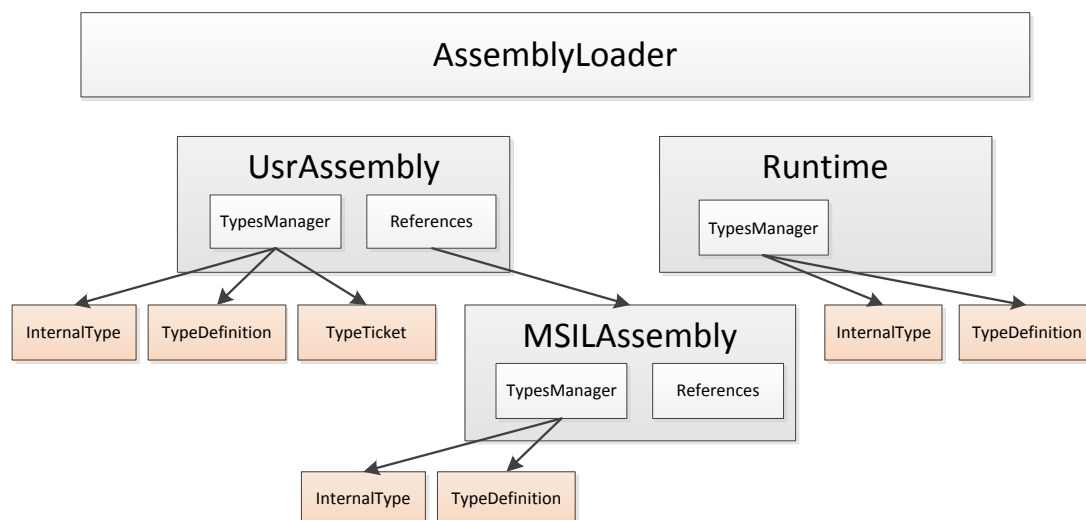 AssemblyLoader
UsrAssembly
TypesManager
References
Runtime
TypesManager
InternalType
TypeDefinition
TypeTicket
MSILAssembly
TypesManager
References
InternalType
TypeDefinition
InternalType
TypeDefinition